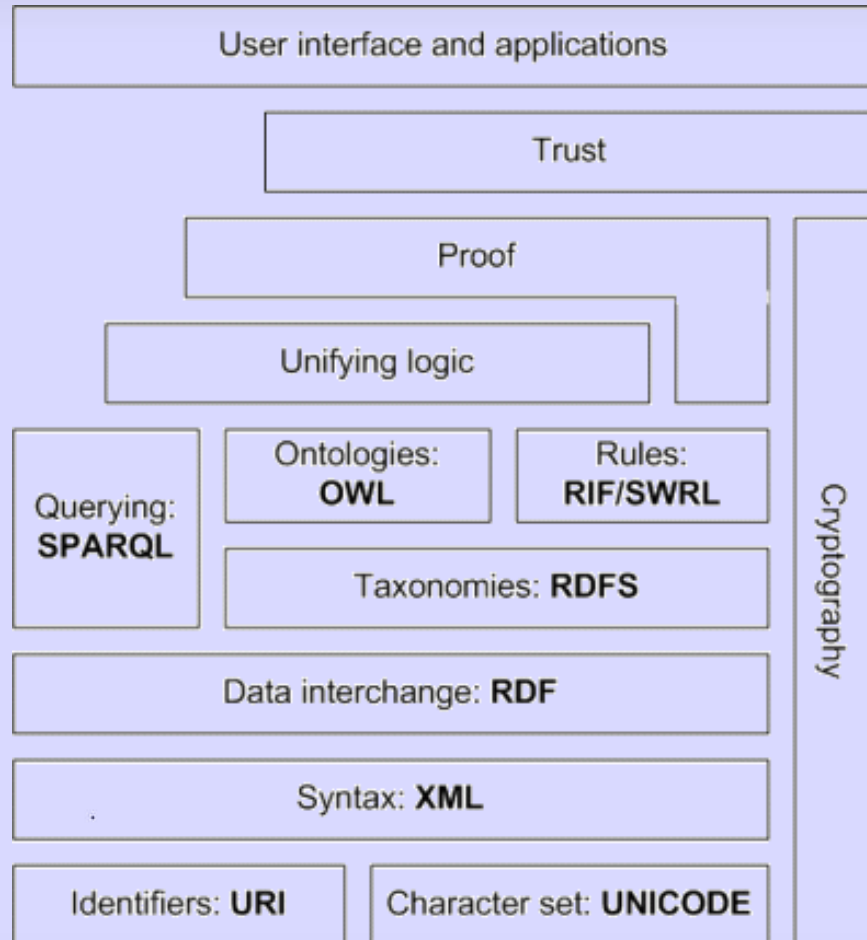 User interface and applications
Trust
Proof
Unifying logic
Querying:
SPARQL
Ontologies:
OWL
Rules:
RIF/SWRL
Taxonomies: RDFS
Data interchange: RDF
Syntax: XML
Identifiers: URI
Character set: UNICODE
Cryptography